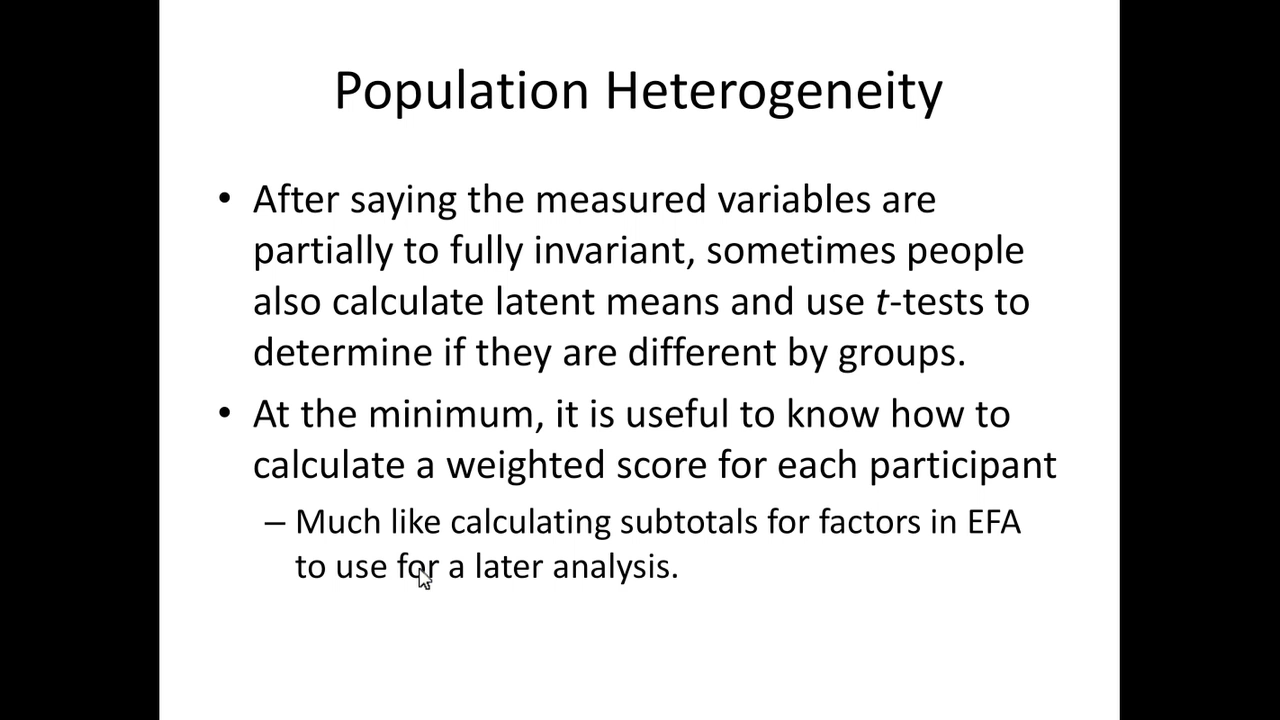 Population Heterogeneity
• After saying the measured variables are
partially to fully invariant, sometimes people
also calculate latent means and use t-tests to
determine if they are different by groups.
• At the minimum, it is useful to know how to
calculate a weighted score for each participant
– Much like calculating subtotals for factors in EFA
to use for a later analysis.